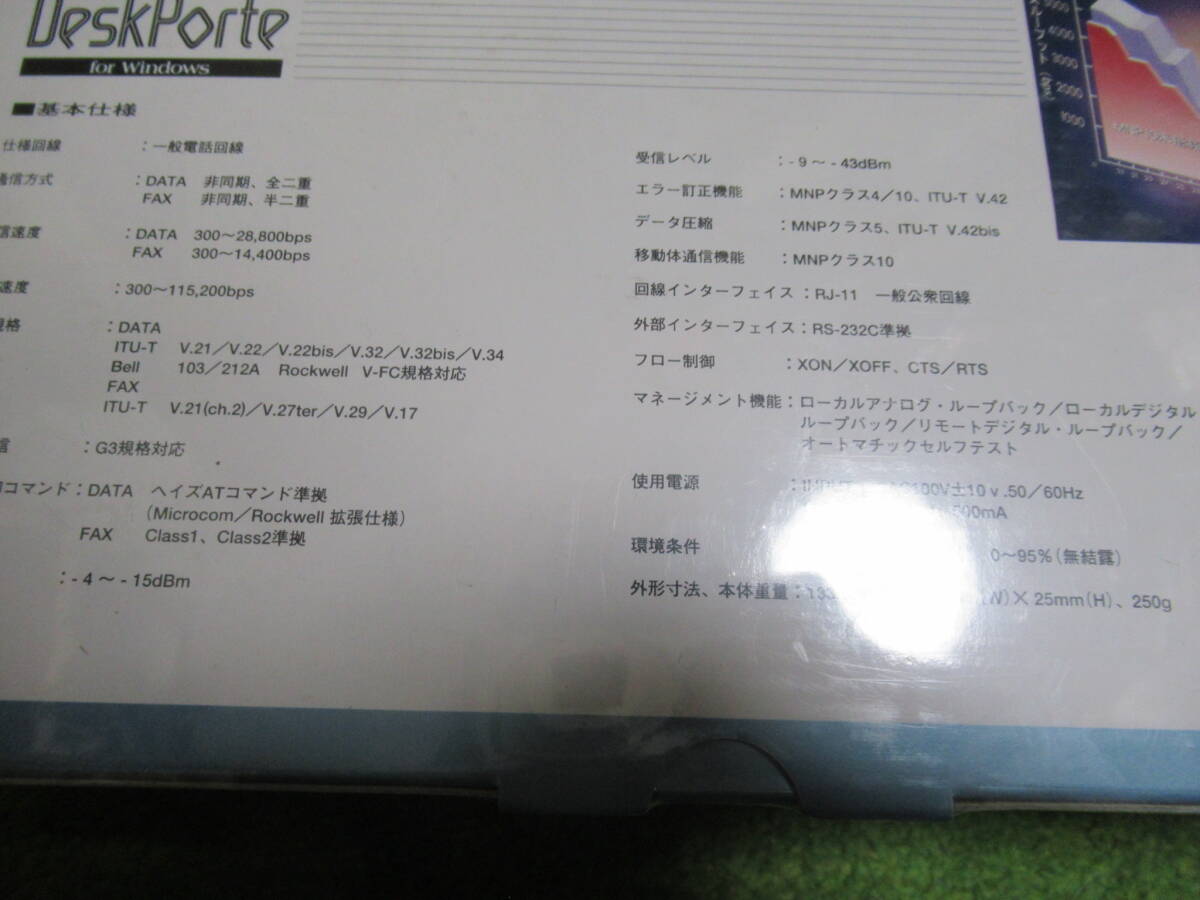 DeskPorte
for Windows
■基本仕様
仕様回線 ：一般電話回線
通信方式 ：DATA 非同期、全二重
FAX 非同期、半二重
信速度 ：DATA 300～28,800bps
FAX 300～14,400bps
速度 ：300～115,200bps
規格 ：DATA
ITU-T V.21／V.22／V.22bis／V.32／V.32bis／V.34
Bell 103／212A Rockwell V-FC規格対応
FAX
ITU-T V.21(ch.2)／V.27ter／V.29／V.17
信 ：G3規格対応
コマンド：DATA ヘイズATコマンド準拠
(Microcom／Rockwell 拡張仕様)
FAX Class1、Class2準拠
：- 4 ～ - 15dBm
受信レベル ：- 9 ～ - 43dBm
エラー訂正機能 ：MNPクラス4／10、ITU-T V.42
データ圧縮 ：MNPクラス5、ITU-T V.42bis
移動体通信機能 ：MNPクラス10
回線インターフェイス：RJ-11 一般公衆回線
外部インターフェイス：RS-232C準拠
フロー制御 ：XON／XOFF、CTS／RTS
マネージメント機能：ローカルアナログ・ループバック／ローカルデジタル
ループバック／リモートデジタル・ループバック／
オートマチックセルフテスト
使用電源 ：INPUT AC100V±10ｖ.50／60Hz
500mA
環境条件 0～95％(無結露)
外形寸法、本体重量：133 (W)×25mm(H)、250g
4000
3000
2000
1000